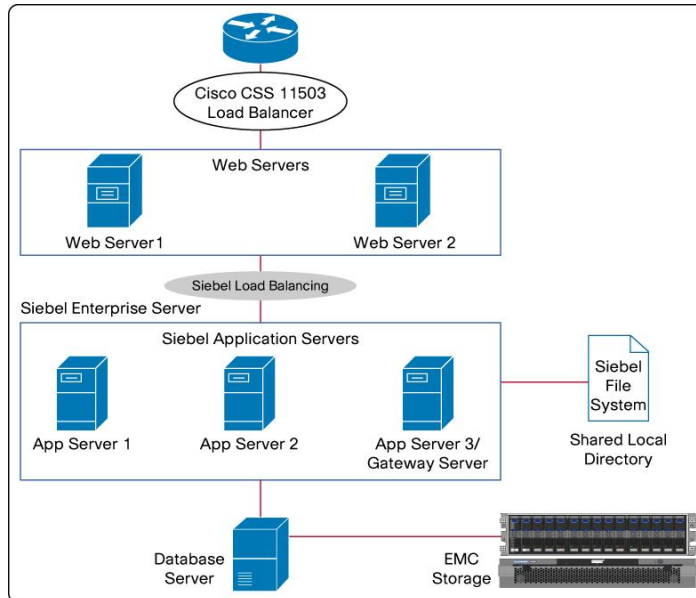 Cisco CSS 11503
Load Balancer
Web Servers
Web Server1
Web Server 2
Siebel Load Balancing
Siebel Enterprise Server
Siebel Application Servers
App Server 1
App Server 2
App Server 3/
Gateway Server
Siebel
File
System
Shared Local
Directory
Database
Server
EMC
Storage